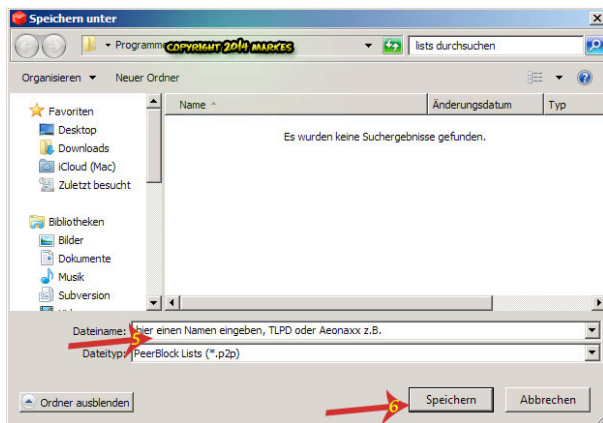 Speichern unter
Programme COPYRIGHT 2014 MARKES
lists durchsuchen
Organisieren
Neuer Ordner
Favoriten
Desktop
Downloads
iCloud (Mac)
Zuletzt besucht
Bibliotheken
Bilder
Dokumente
Musik
Subversion
Name
Änderungsdatum
Typ
Es wurden keine Suchergebnisse gefunden.
Dateiname: hier einen Namen eingeben, TLPD oder Aeonaxx z.B.
5
Dateityp: PeerBlock Lists (*.p2p)
Ordner ausblenden
6
Speichern
Abbrechen